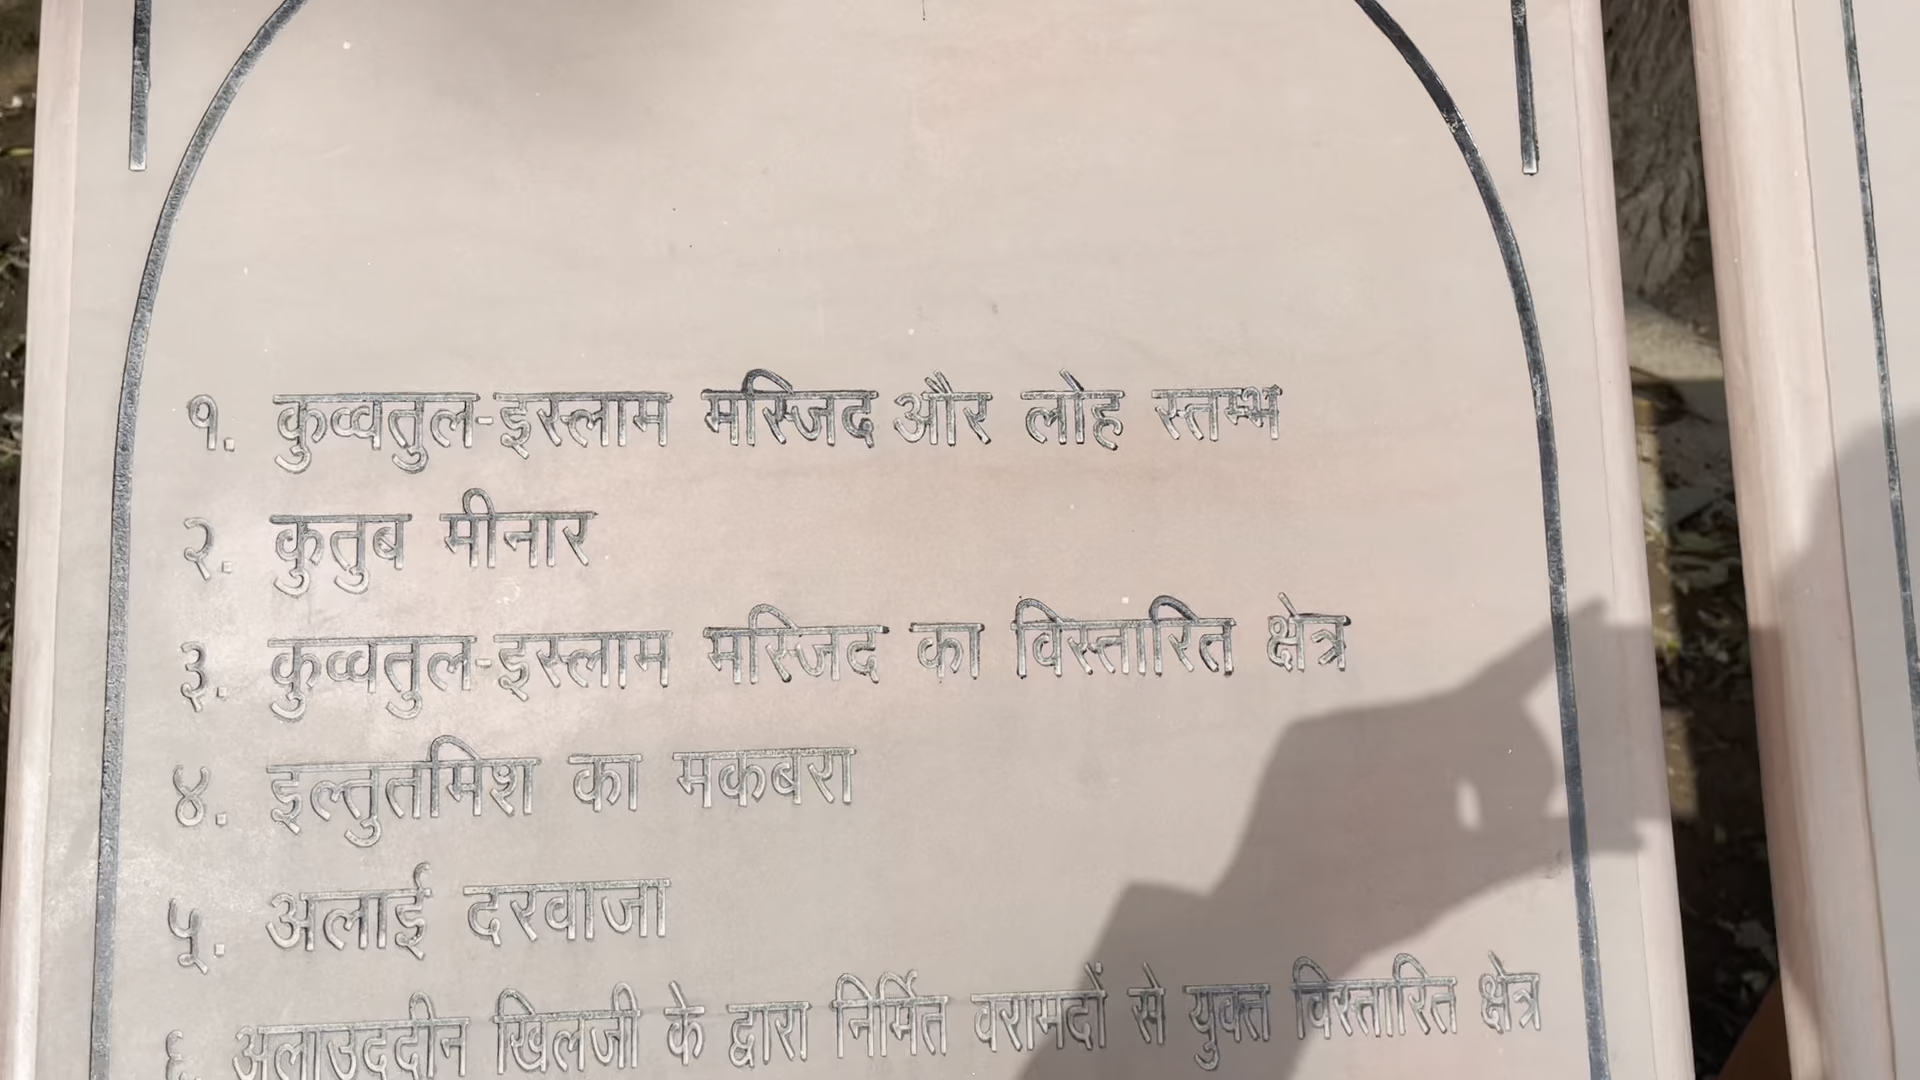 १. कुव्वतुल-इस्लाम मस्जिद और लोह स्तम्भ
२. कुतुब मीनार
३. कुव्वतुल-इस्लाम मस्जिद का विस्तारित क्षेत्र
४. इल्तुतमिश का मकबरा
५. अलाई दरवाजा
६ अलाउददीन खिलजी के द्वारा निर्मित वरामदों से युक्त विस्तारित क्षेत्र